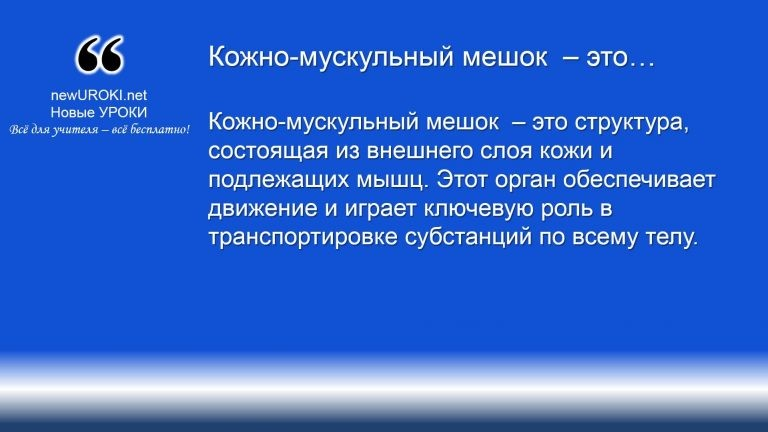 Кожно-мускульный мешок – это…
newUROKI.net
Новые УРОКИ
Всё для учителя – всё бесплатно!
Кожно-мускульный мешок – это структура,
состоящая из внешнего слоя кожи и
подлежащих мышц. Этот орган обеспечивает
движение и играет ключевую роль в
транспортировке субстанций по всему телу.